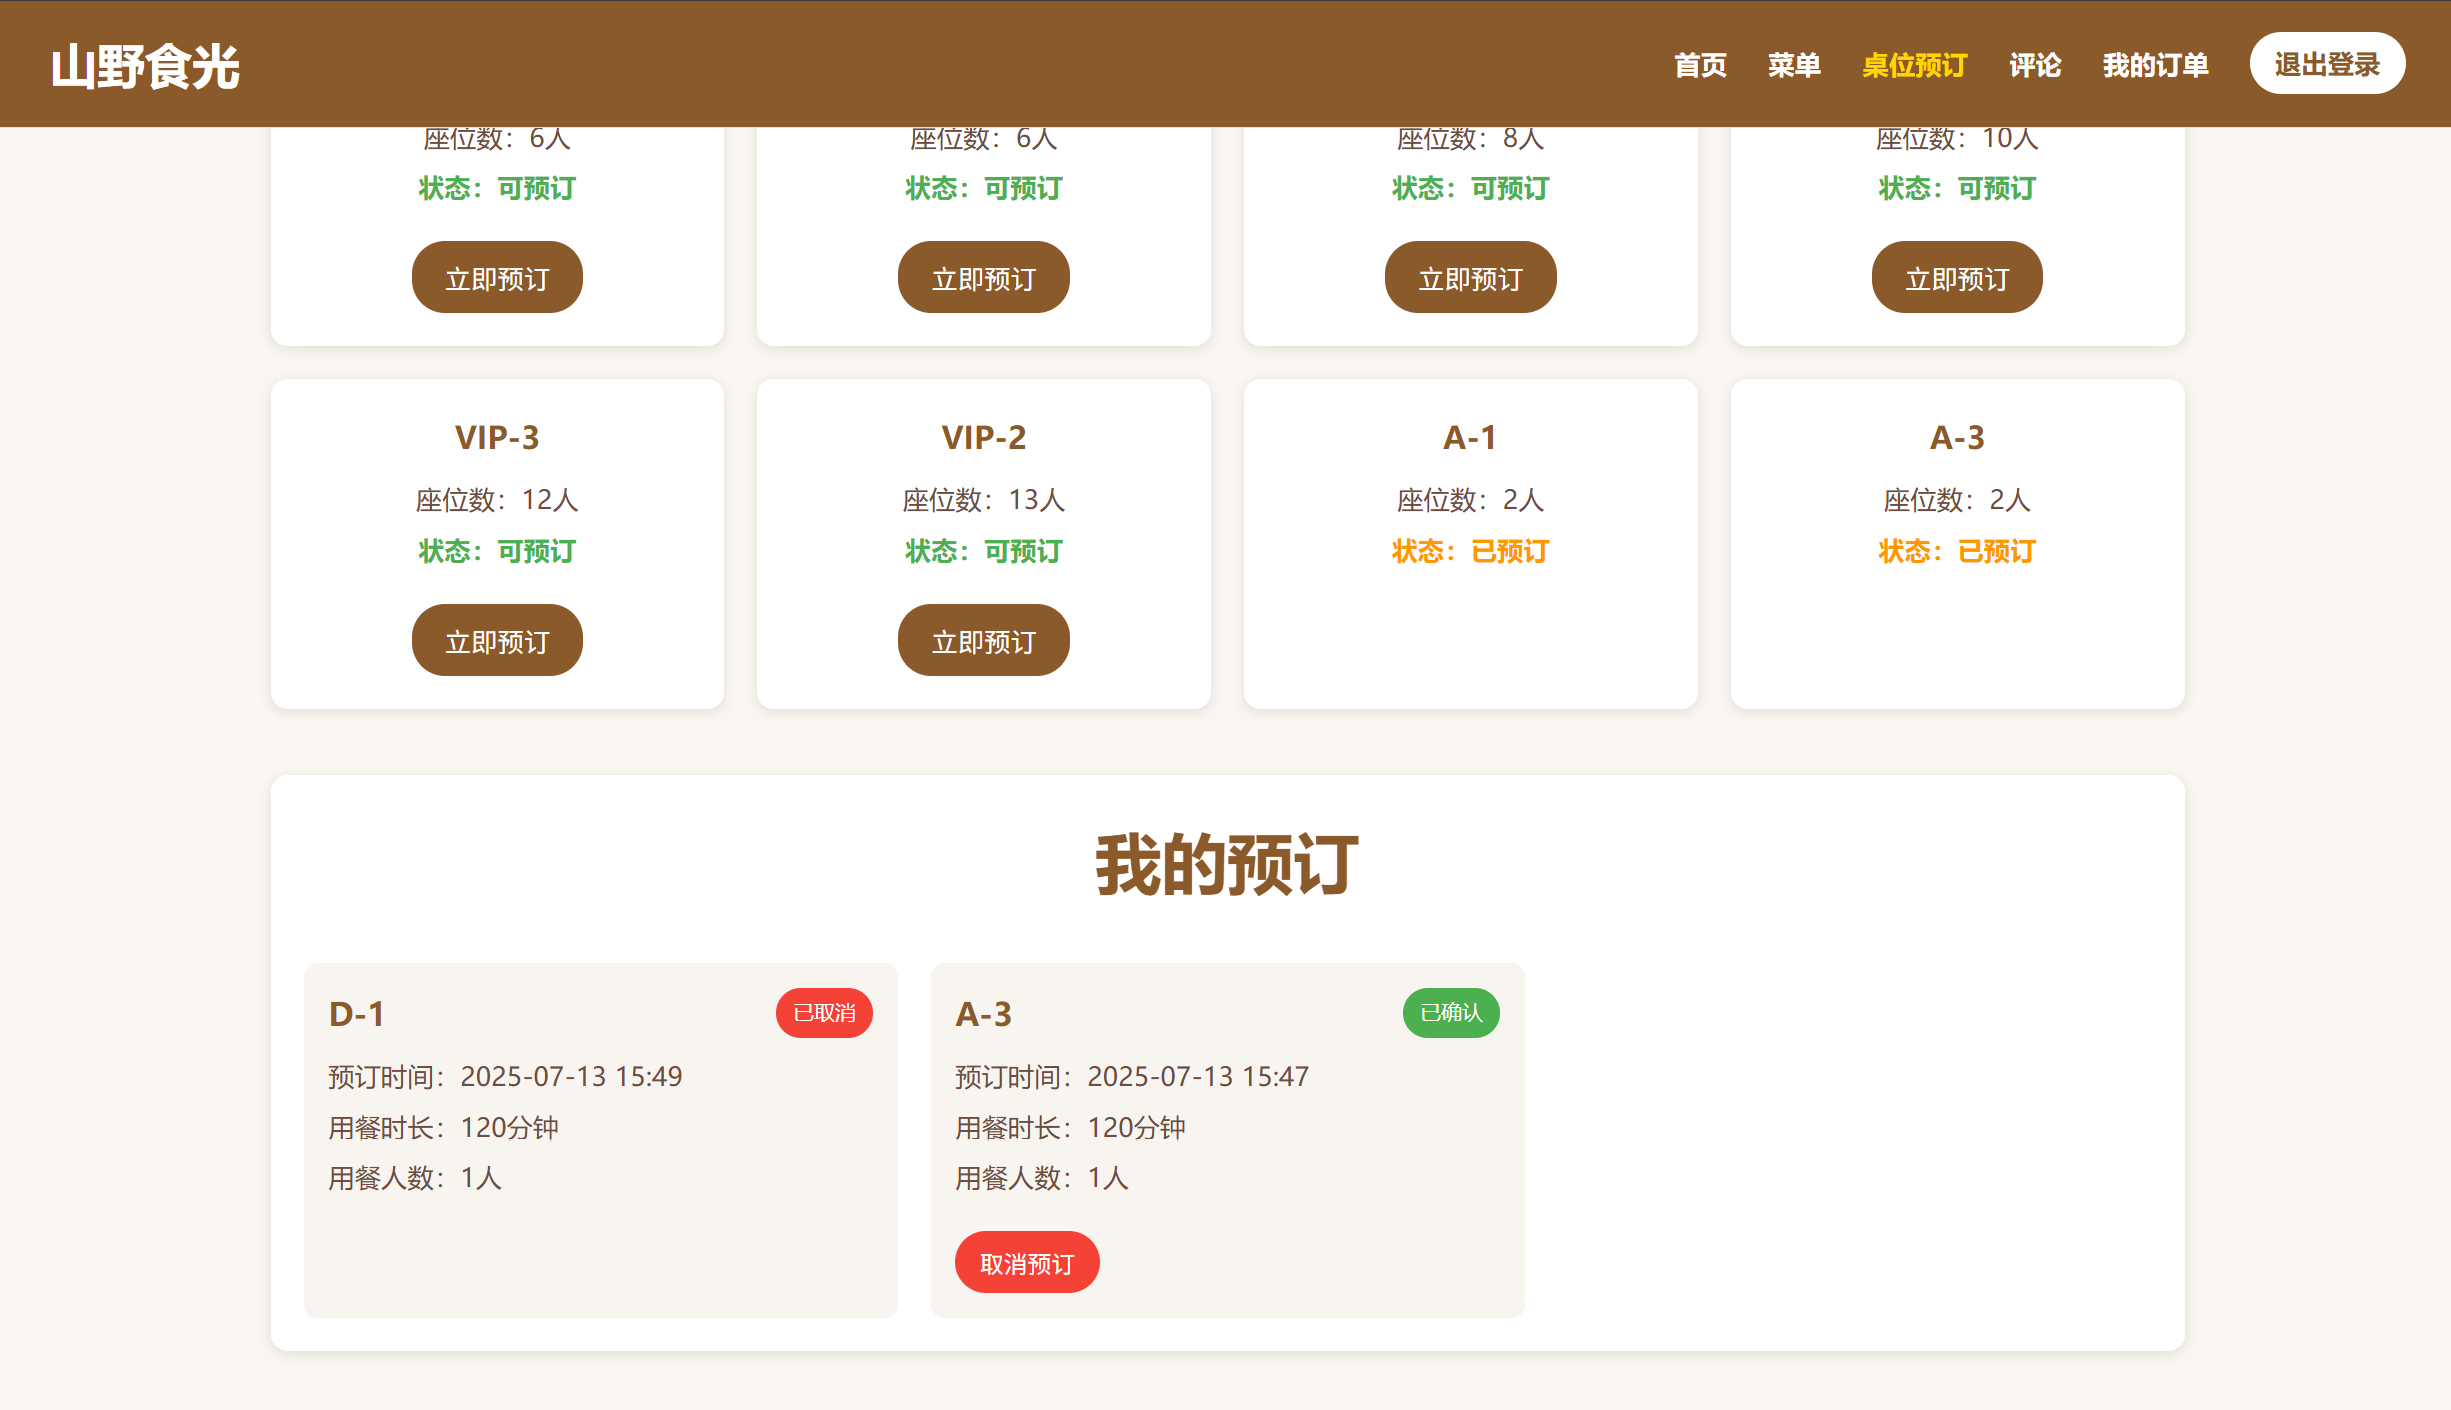 山野食光
首页 菜单 桌位预订 评论 我的订单 退出登录
座位数：6人 座位数：6人 座位数：8人 座位数：10人
状态：可预订 状态：可预订 状态：可预订 状态：可预订
立即预订 立即预订 立即预订 立即预订
VIP-3 VIP-2 A-1 A-3
座位数：12人 座位数：13人 座位数：2人 座位数：2人
状态：可预订 状态：可预订 状态：已预订 状态：已预订
立即预订 立即预订
我的预订
D-1 已取消
预订时间：2025-07-13 15:49
用餐时长：120分钟
用餐人数：1人
A-3 已确认
预订时间：2025-07-13 15:47
用餐时长：120分钟
用餐人数：1人
取消预订